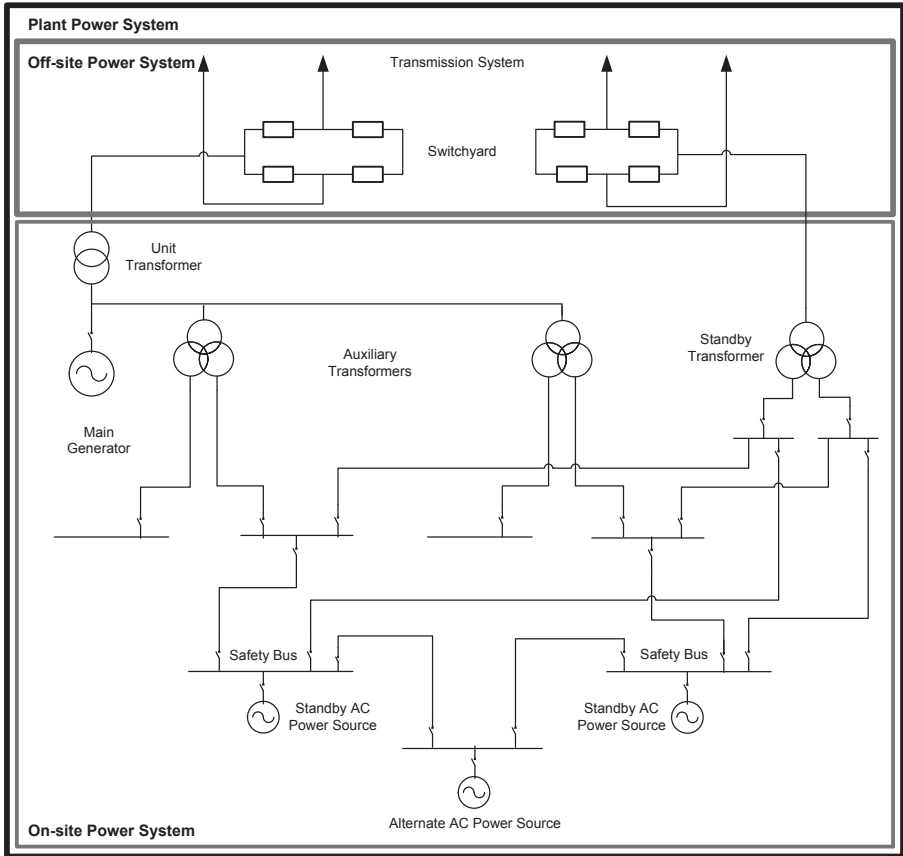 Plant Power System
Off-site Power System
Transmission System
Switchyard
Unit
Transformer
Auxiliary
Transformers
Standby
Transformer
Main
Generator
Safety Bus
Safety Bus
Standby AC
Power Source
Standby AC
Power Source
Alternate AC Power Source
On-site Power System